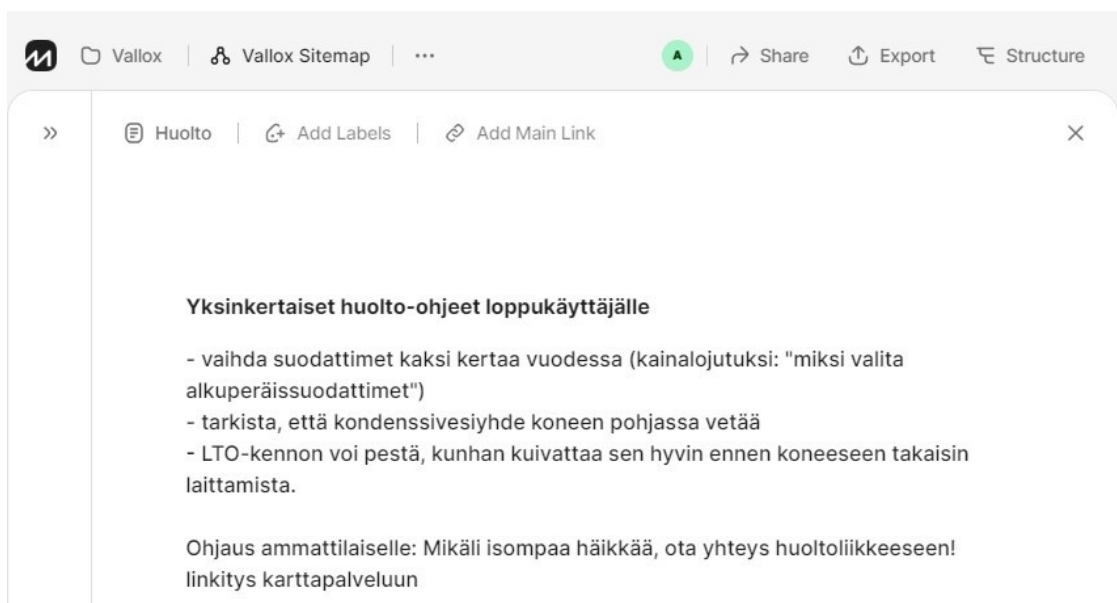 Vallox
Vallox Sitemap
...
A
Share
Export
Structure
Huolto
Add Labels
Add Main Link
Yksinkertaiset huolto-ohjeet loppukäyttäjälle
- vaihda suodattimet kaksi kertaa vuodessa (kainalojutuksi: "miksi valita
alkuperäissuodattimet")
- tarkista, että kondenssivesiyhde koneen pohjassa vetää
- LTO-kennon voi pestä, kunhan kuivattaa sen hyvin ennen koneeseen takaisin
laittamista.
Ohjaus ammattilaiselle: Mikäli isompaa häikkää, ota yhteys huoltoliikkeeseen!
linkitys karttapalveluun